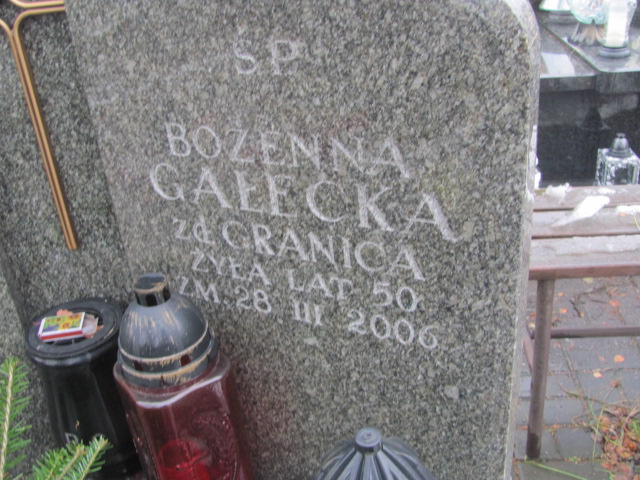 ŚP
BOŻENNA
GAŁECKA
zd GRANICA
ŻYŁA LAT 50
ZM. 28 III 2006